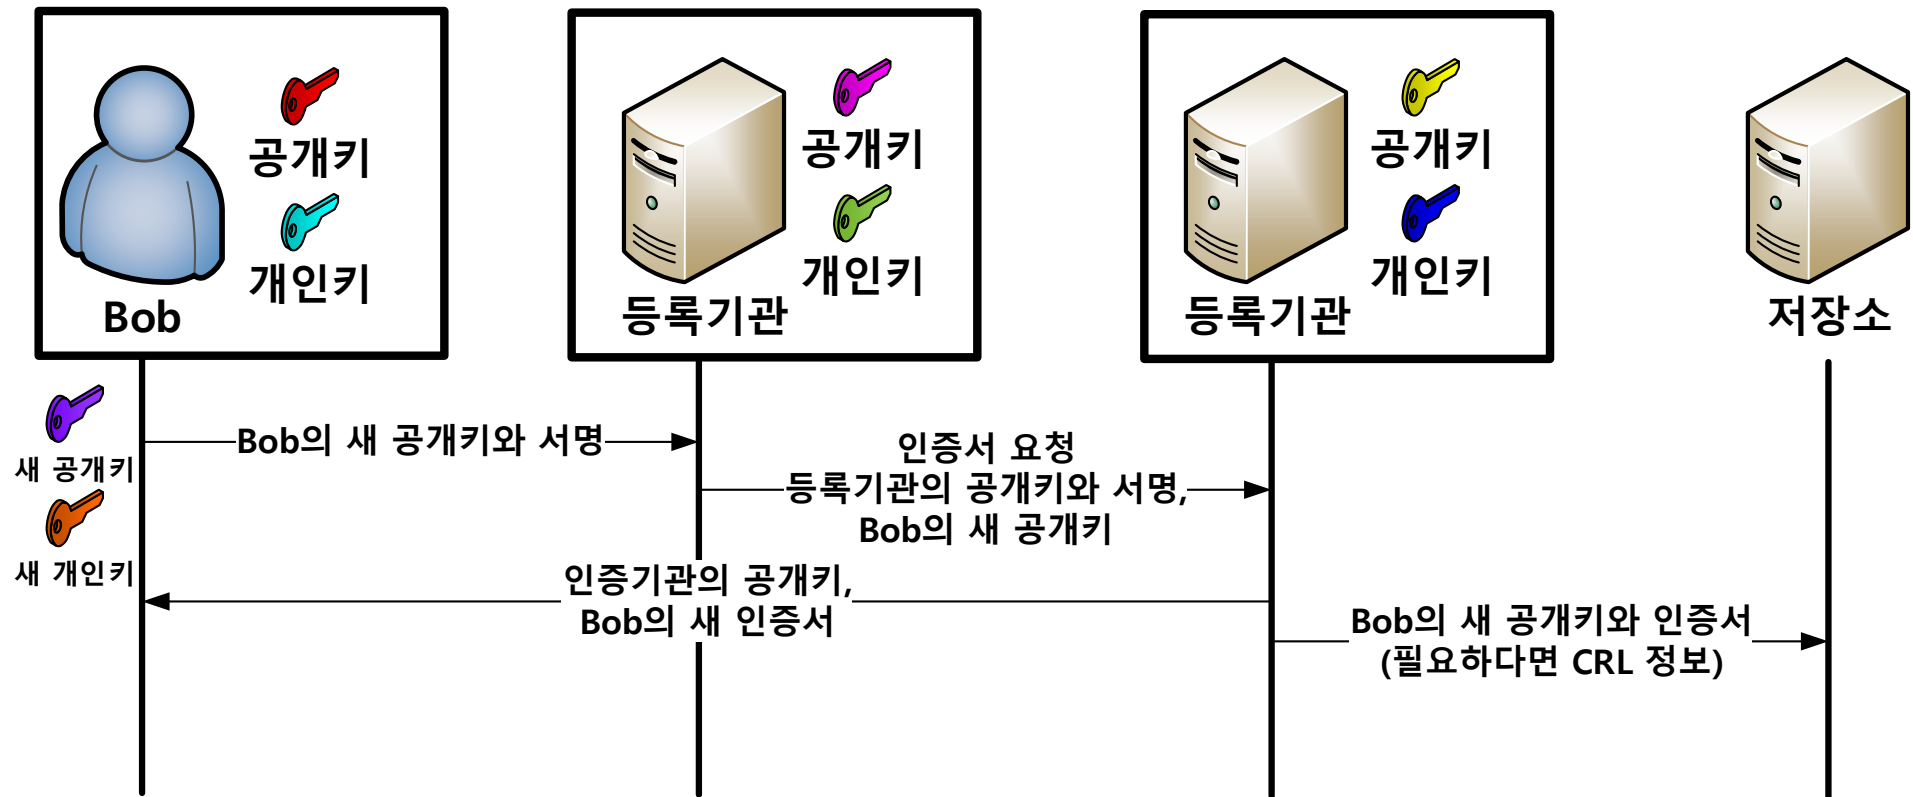 공개키
개인키
Bob
공개키
개인키
등록기관
공개키
개인키
등록기관
저장소
새 공개키
새 개인키
Bob의 새 공개키와 서명
인증서 요청
등록기관의 공개키와 서명,
Bob의 새 공개키
인증기관의 공개키,
Bob의 새 인증서
Bob의 새 공개키와 인증서
(필요하다면 CRL 정보)